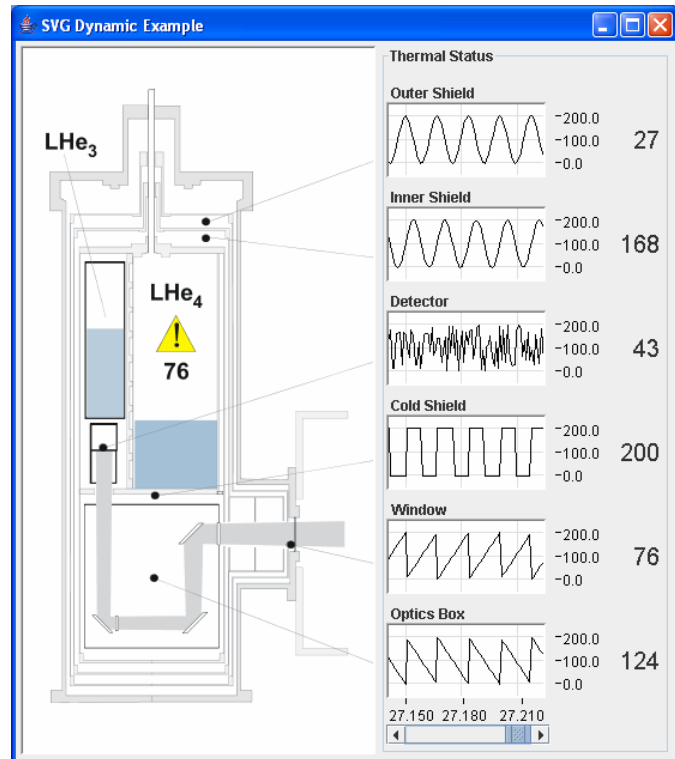 SVG Dynamic Example
Thermal Status
Outer Shield
200.0
100.0
0.0
27
Inner Shield
200.0
100.0
0.0
168
Detector
200.0
100.0
0.0
43
Cold Shield
200.0
100.0
0.0
200
Window
200.0
100.0
0.0
76
Optics Box
200.0
100.0
0.0
124
27.150 27.180 27.210
LHe3
LHe4
!
76